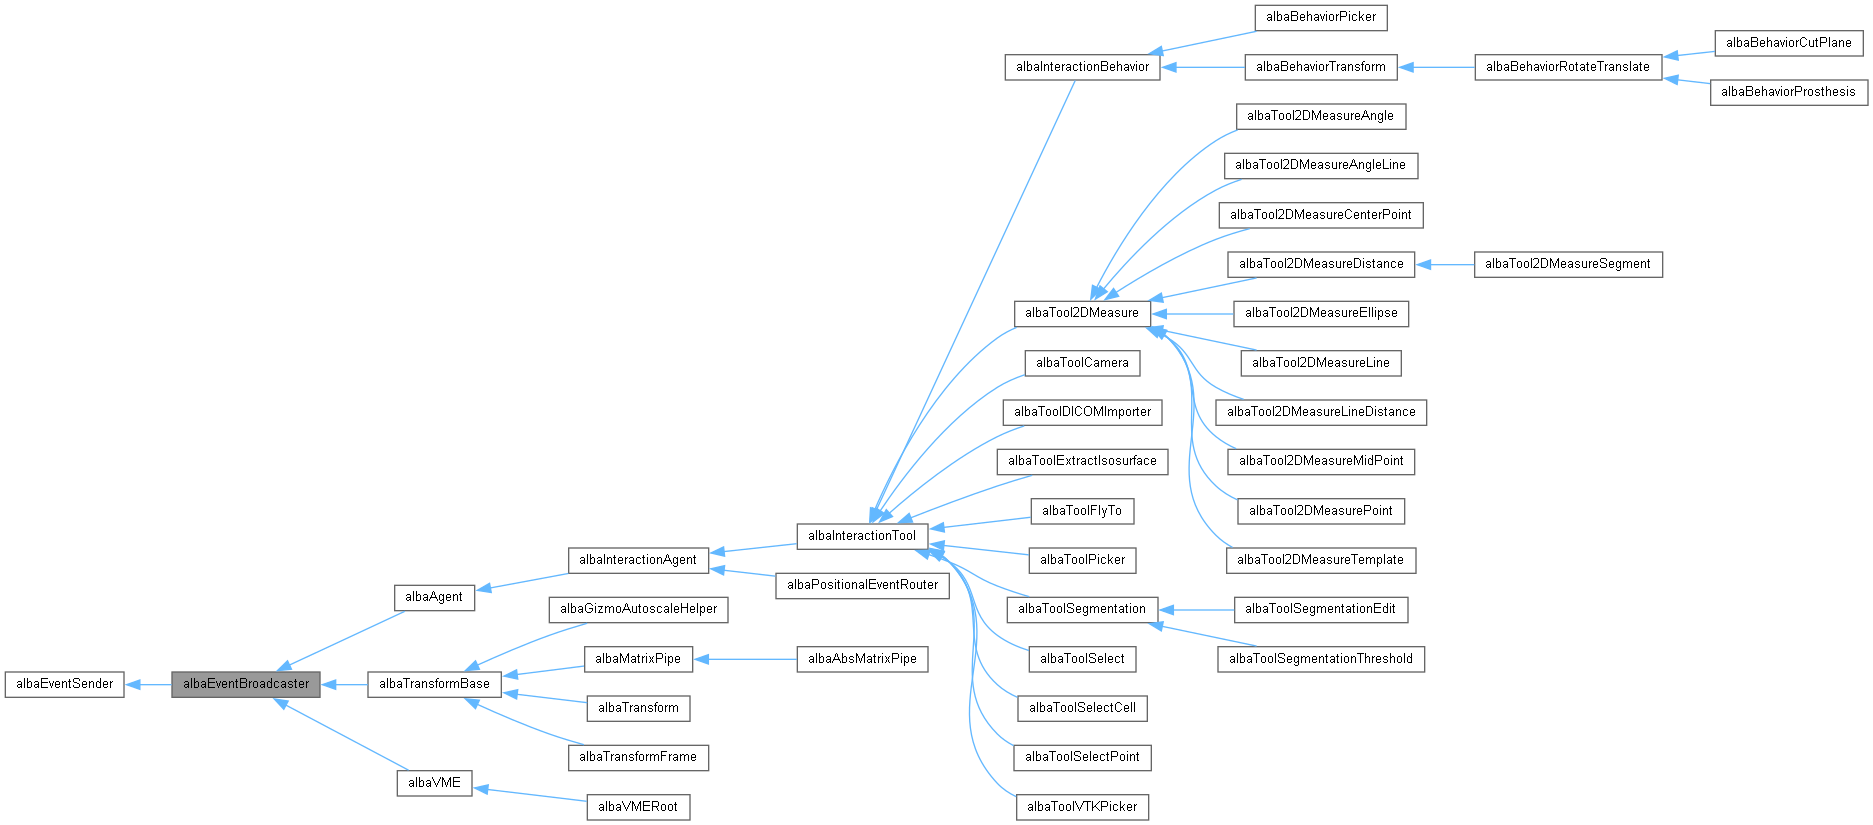 albaBehaviorPicker
albaBehaviorCutPlane
albaInteractionBehavior
albaBehaviorTransform
albaBehaviorRotateTranslate
albaBehaviorProsthesis
albaTool2DMeasureAngle
albaTool2DMeasureAngleLine
albaTool2DMeasureCenterPoint
albaTool2DMeasureDistance
albaTool2DMeasureSegment
albaTool2DMeasure
albaTool2DMeasureEllipse
albaToolCamera
albaTool2DMeasureLine
albaToolDICOMImporter
albaTool2DMeasureLineDistance
albaToolExtractIsosurface
albaTool2DMeasureMidPoint
albaToolFlyTo
albaTool2DMeasurePoint
albaInteractionTool
albaInteractionAgent
albaToolPicker
albaTool2DMeasureTemplate
albaPositionalEventRouter
albaAgent
albaGizmoAutoscaleHelper
albaToolSegmentation
albaToolSegmentationEdit
albaMatrixPipe
albaAbsMatrixPipe
albaToolSelect
albaToolSegmentationThreshold
albaEventSender
albaEventBroadcaster
albaTransformBase
albaTransform
albaToolSelectCell
albaTransformFrame
albaToolSelectPoint
albaVME
albaVMERoot
albaToolVTKPicker